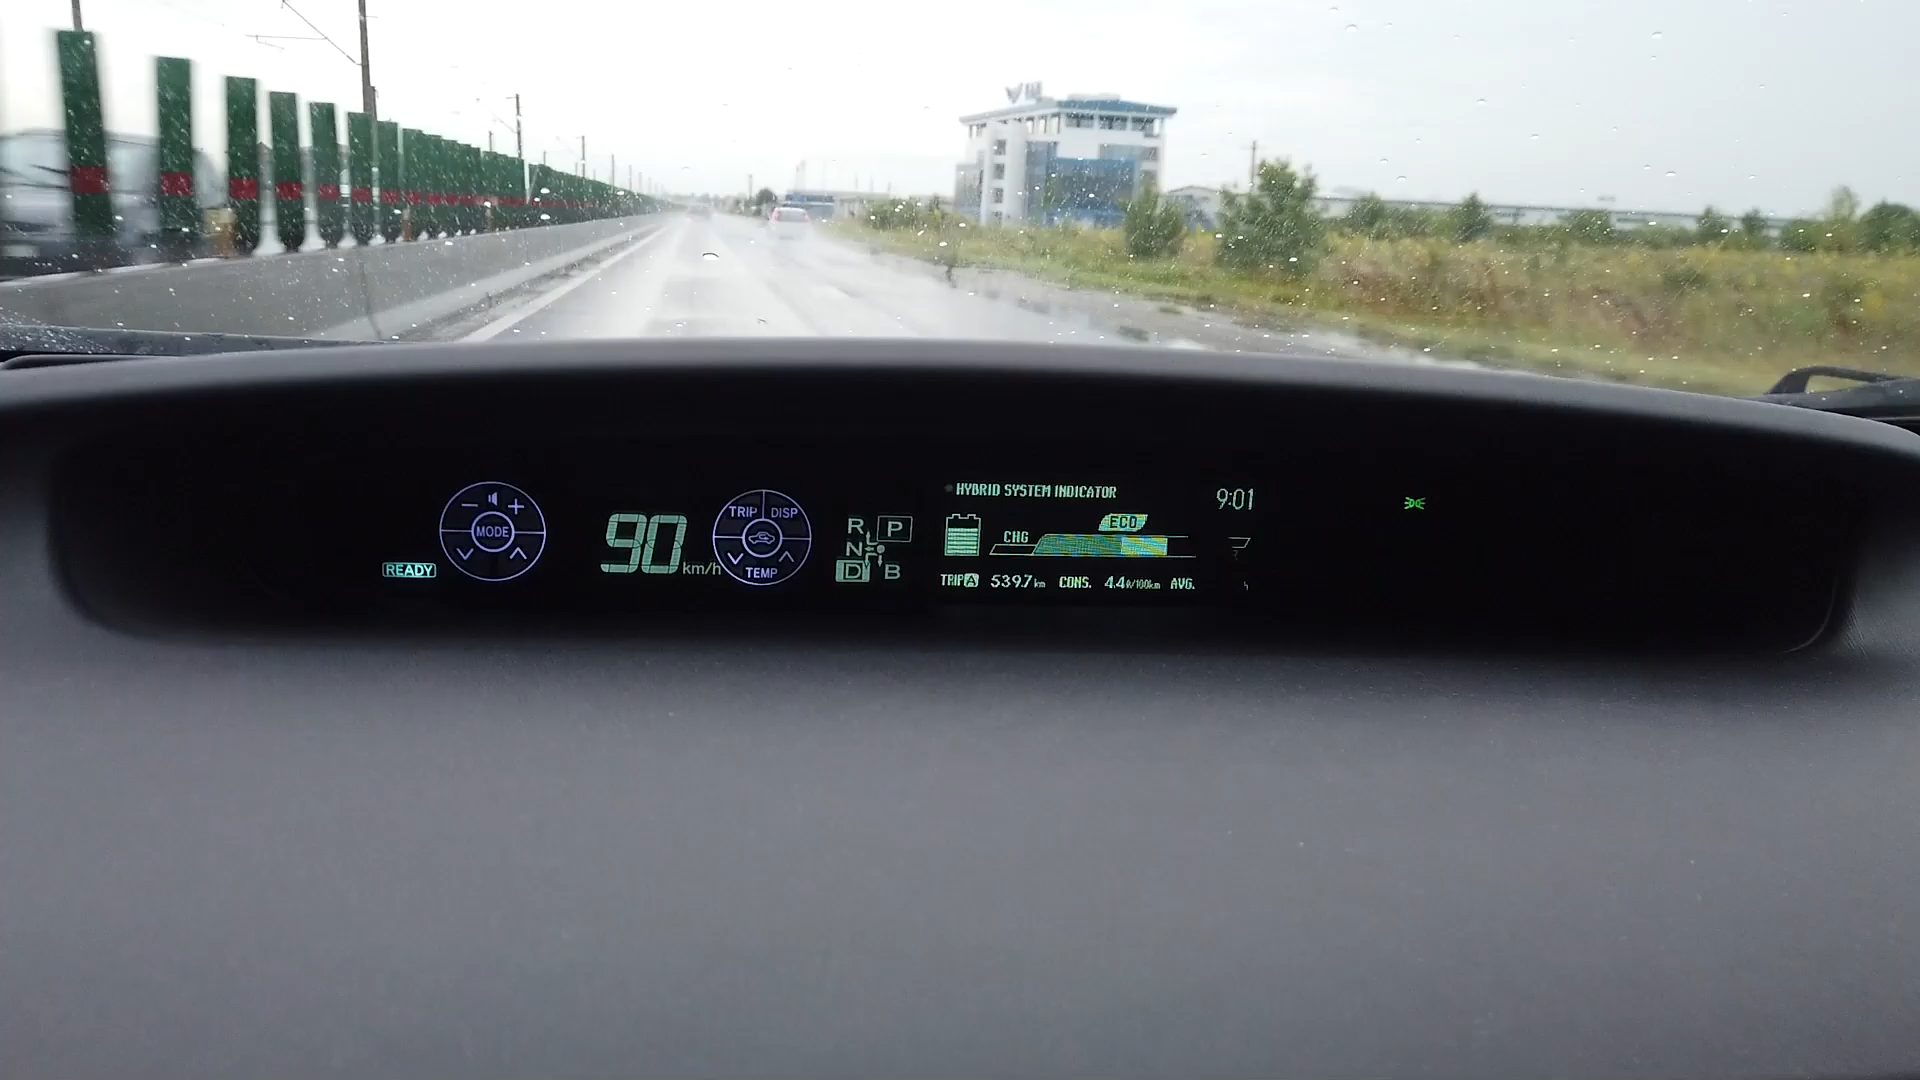 HYBRID SYSTEM INDICATOR
9:01
- +
MODE
READY
90 km/h
TRIP DISP
TEMP
R P
N
D B
ECO
CHG
TRIP A 539.7 km CONS. 4.4 ℓ/100km AVG.